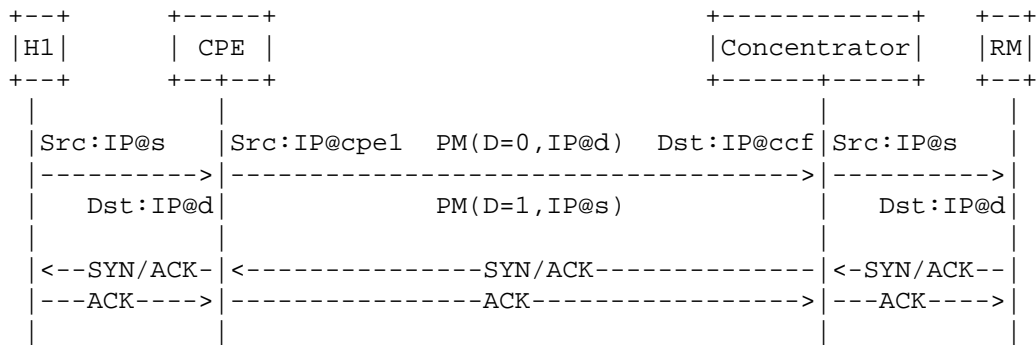 +--+      +-----+                              +------------+   +--+
|H1|      | CPE |                              |Concentrator|   |RM|
+--+      +--+--+                              +------+-----+   +--+
 |           |                                        |           |
 |Src:IP@s   |Src:IP@cpe1  PM(D=0,IP@d)  Dst:IP@ccf|Src:IP@s   |
 |---------->|--------------------------------------->|---------->|
 |   Dst:IP@d|             PM(D=1,IP@s)               |   Dst:IP@d|
 |           |                                        |           |
 |<--SYN/ACK-|<----------------SYN/ACK----------------|<-SYN/ACK--|
 |---ACK---->|-----------------ACK------------------->|---ACK---->|
 |           |                                        |           |